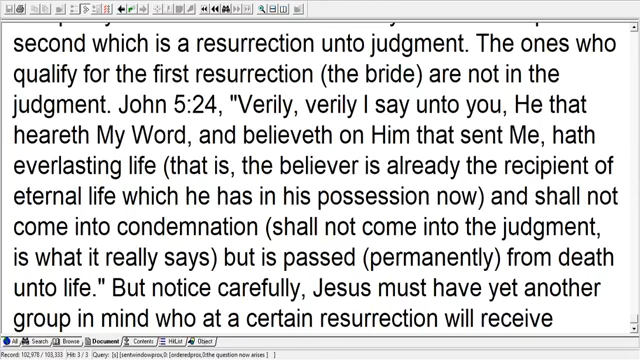 second which is a resurrection unto judgment. The ones who
qualify for the first resurrection (the bride) are not in the
judgment. John 5:24, "Verily, verily I say unto you, He that
heareth My Word, and believeth on Him that sent Me, hath
everlasting life (that is, the believer is already the recipient of
eternal life which he has in his possession now) and shall not
come into condemnation (shall not come into the judgment,
is what it really says) but is passed (permanently) from death
unto life." But notice carefully, Jesus must have yet another
group in mind who at a certain resurrection will receive
All Search Browse Document Contents HitList Object
Record: 102,978 / 103,333 Hit: 3 / 3 Query: [s] [sentwindowprox,0: [orderedprox,0:the question now arises ]